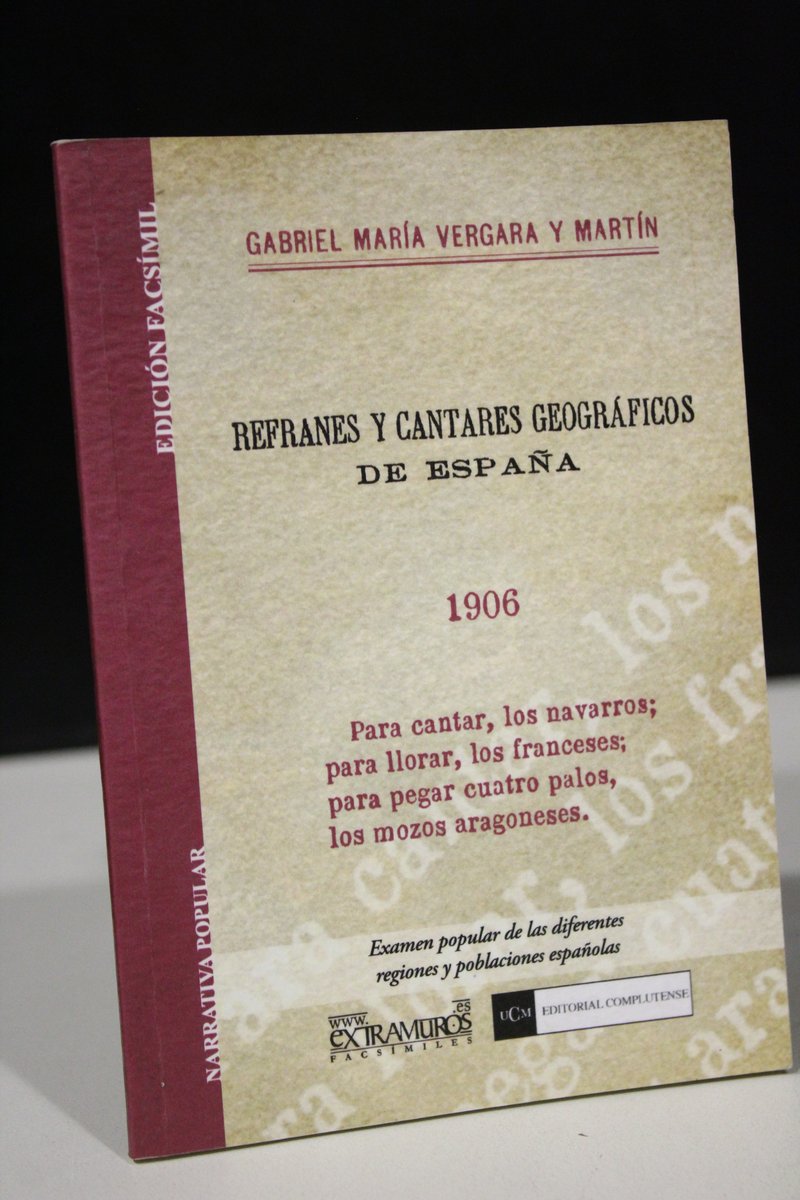 EDICIÓN FACSÍMIL
NARRATIVA POPULAR
GABRIEL MARÍA VERGARA Y MARTÍN
REFRANES Y CANTARES GEOGRÁFICOS
DE ESPAÑA
1906
Para cantar, los navarros;
para llorar, los franceses;
para pegar cuatro palos,
los mozos aragoneses.
Examen popular de las diferentes
regiones y poblaciones españolas
www. .es
EXTRAMUROS
FACSÍMILES
UCM EDITORIAL COMPLUTENSE